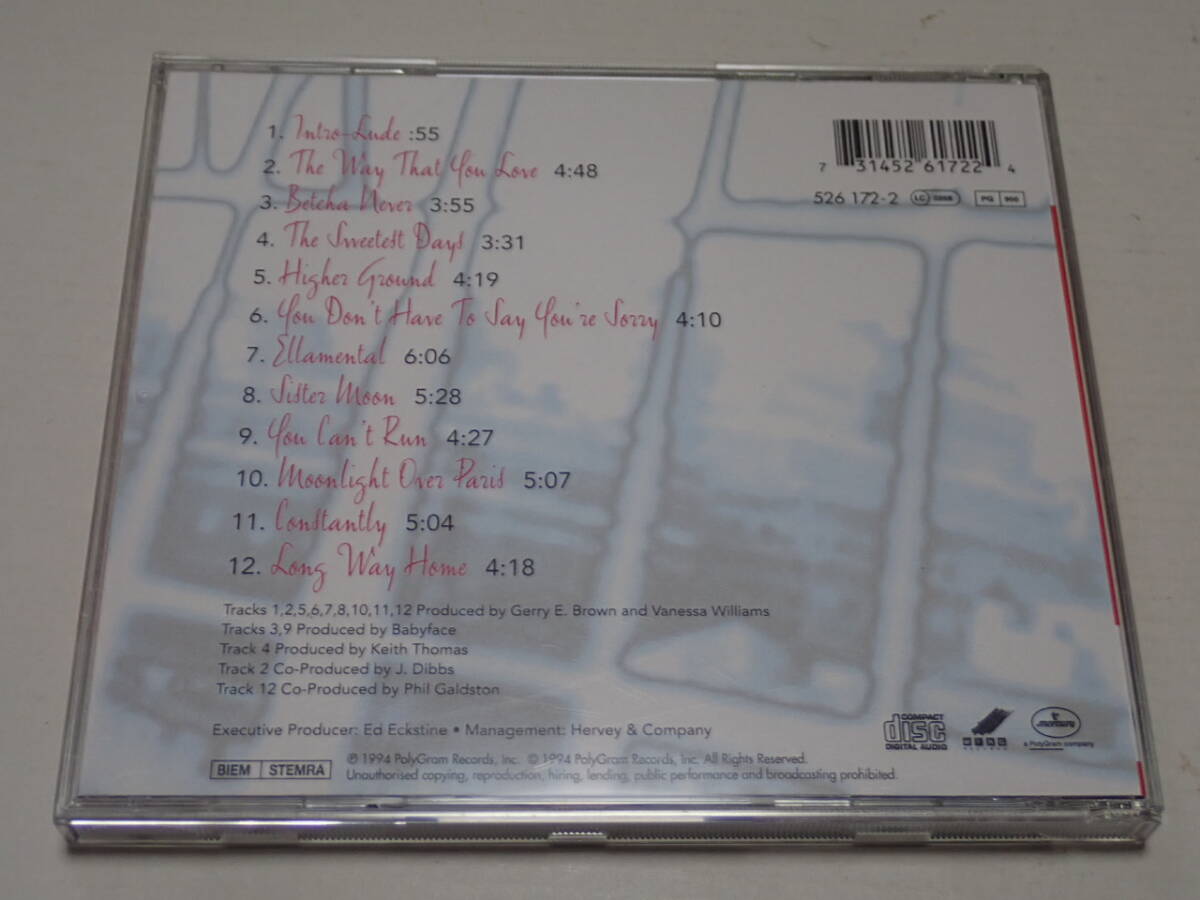 1. Intro-Lude :55
2. The Way That You Love 4:48
3. Betcha Never 3:55
4. The Sweetest Days 3:31
5. Higher Ground 4:19
6. You Don't Have To Say You're Sorry 4:10
7. Ellamental 6:06
8. Sister Moon 5:28
9. You Can't Run 4:27
10. Moonlight Over Paris 5:07
11. Constantly 5:04
12. Long Way Home 4:18
7 31452 61722 4
526 172-2 LC PG 900
Tracks 1,2,5,6,7,8,10,11,12 Produced by Gerry E. Brown and Vanessa Williams
Tracks 3,9 Produced by Babyface
Track 4 Produced by Keith Thomas
Track 2 Co-Produced by J. Dibbs
Track 12 Co-Produced by Phil Galdston
Executive Producer: Ed Eckstine • Management: Hervey & Company
BIEM STEMRA
℗ 1994 PolyGram Records, Inc. © 1994 PolyGram Records, Inc. All Rights Reserved.
Unauthorised copying, reproduction, hiring, lending, public performance and broadcasting prohibited.
COMPACT
disc
DIGITAL AUDIO
WING
mercury
a PolyGram company